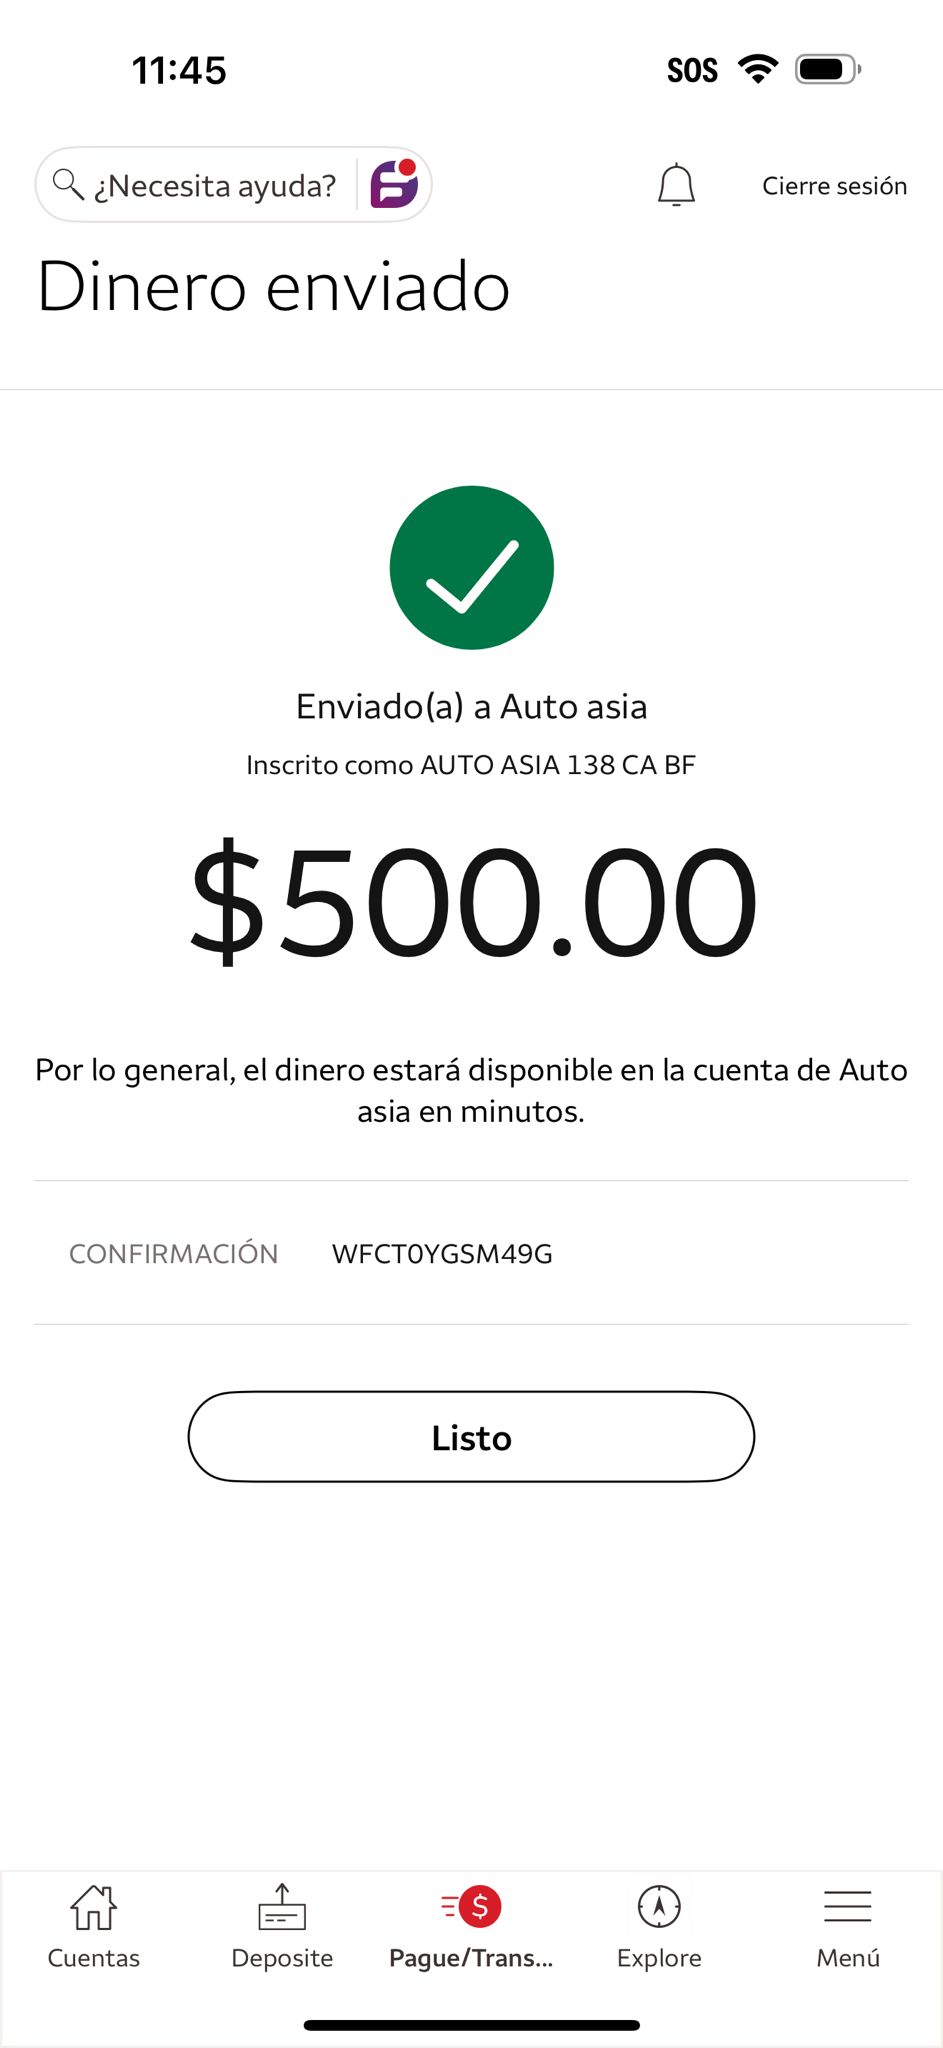 11:45
SOS
¿Necesita ayuda?
Cierre sesión
Dinero enviado
Enviado(a) a Auto asia
Inscrito como AUTO ASIA 138 CA BF
$500.00
Por lo general, el dinero estará disponible en la cuenta de Auto
asia en minutos.
CONFIRMACIÓN WFCT0YGSM49G
Listo
Cuentas
Deposite
Pague/Trans...
Explore
Menú